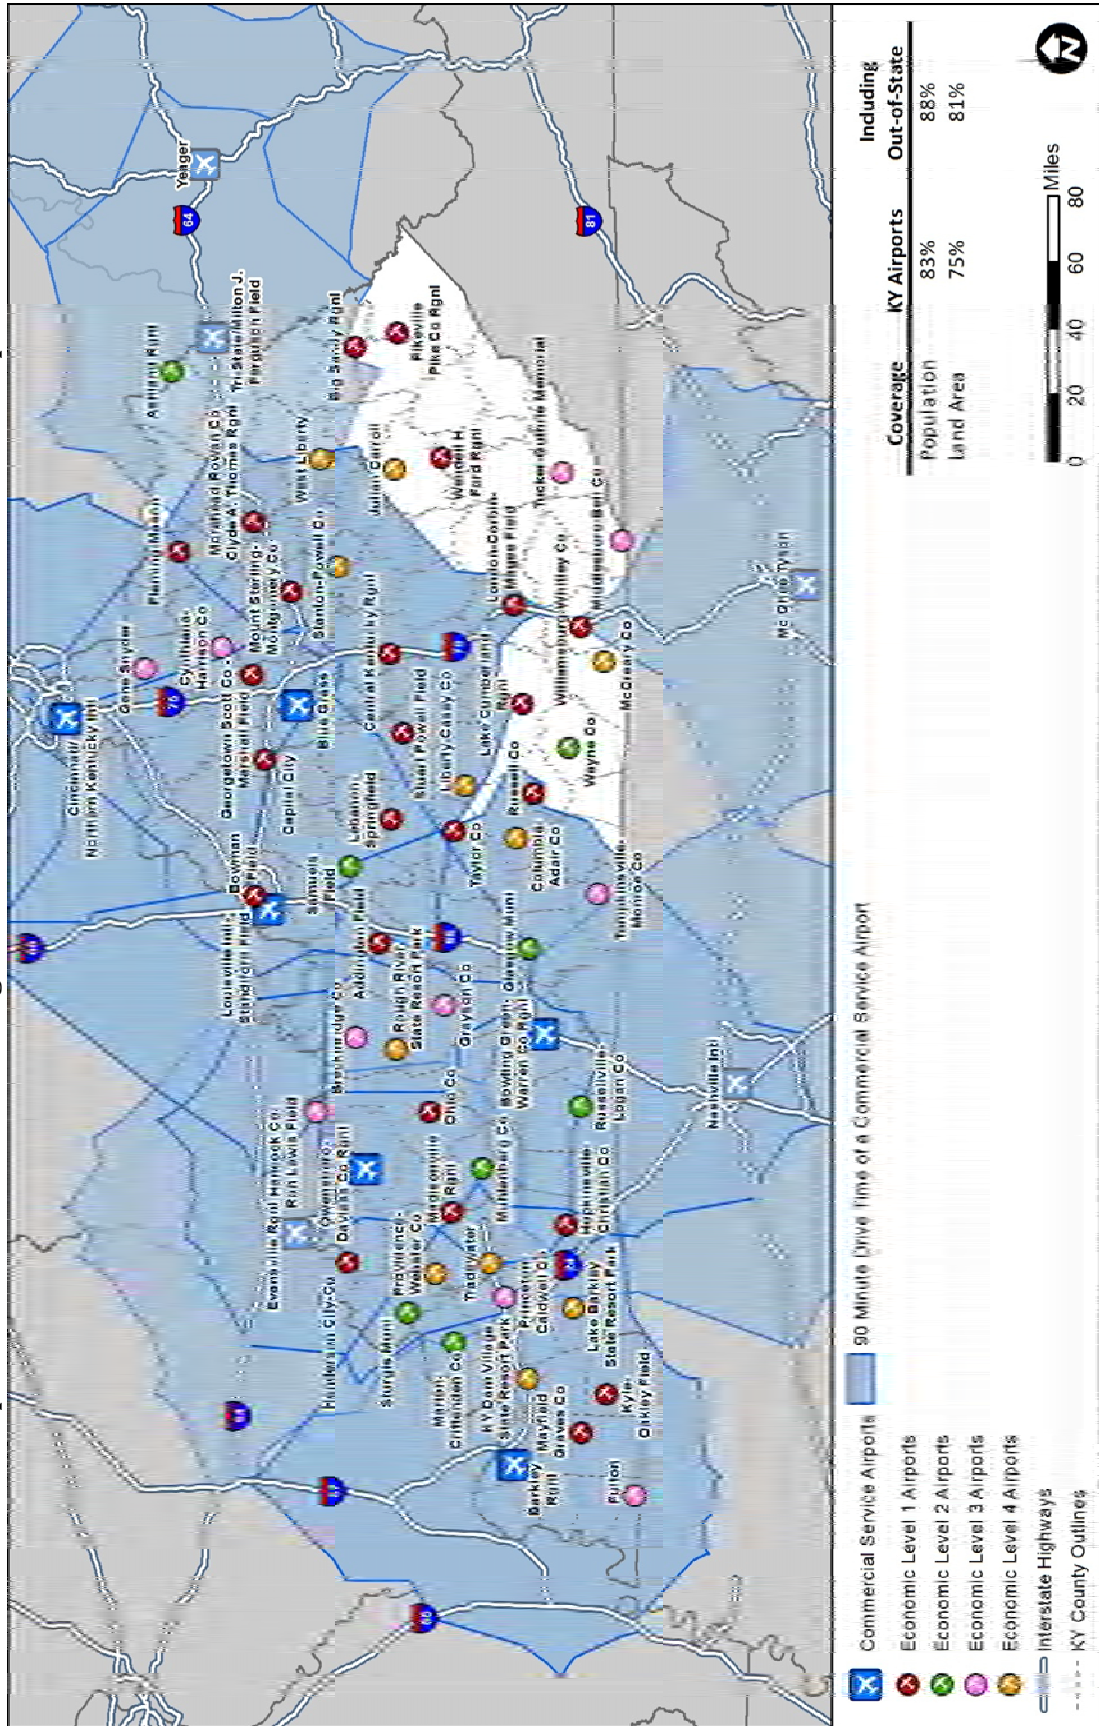 Yeager
64
Ashland Rgnl
Tri State/Milton J.
Ferguson Field
Big Sandy Rgnl
Pikeville
Pike Co Rgnl
81
Fleming Mason
Morehead Rowan Co
Clyde A. Thomas Rgnl
West Liberty
Julian Carroll
Wendell H.
Ford Rgnl
Tucker Guthrie Memorial
Mount Sterling-
Montgomery Co
Stanton-Powell Co
London-Corbin-
Magee Field
Williamsburg-Whitley Co
Middlesboro-Bell Co
McGhee Tyson
Cincinnati/
Northern Kentucky Intl
Gene Snyder
Cynthiana-
Harrison Co
Georgetown Scott Co -
Marshall Field
Blue Grass
Central Kentucky Rgnl
Stuart Powell Field
Liberty-Casey Co
Lake Cumberland
Rgnl
McCreary Co
Wayne Co
Capital City
Lebanon
Springfield
Russell Co
Bowman
Field
Louisville Intl-
Standiford Field
Samuels
Field
Taylor Co
Columbia-
Adair Co
Tompkinsville-
Monroe Co
Addington Field
Rough River
State Resort Park
Glasgow Muni
Breckinridge Co
Grayson Co
Bowling Green-
Warren Co Rgnl
Nashville Intl
Hancock Co-
Ron Lewis Field
Ohio Co
Russellville-
Logan Co
Evansville Rgnl
Owensboro-
Daviess Co Rgnl
Madisonville
Rgnl
Muhlenberg Co
Hopkinsville-
Christian Co
Henderson City-Co
Providence-
Webster Co
Tradewater
Princeton
Caldwell Co
Lake Barkley
State Resort Park
Sturgis Muni
Marion-
Crittenden Co
KY Dam Village
State Resort Park
Mayfield
Graves Co
Kyle-
Oakley Field
Barkley
Rgnl
Fulton
Commercial Service Airports
90 Minute Drive Time of a Commercial Service Airport
Economic Level 1 Airports
Economic Level 2 Airports
Economic Level 3 Airports
Economic Level 4 Airports
Interstate Highways
KY County Outlines
Coverage KY Airports Including Out-of-State
Population 83% 88%
Land Area 75% 81%
0 20 40 60 80 Miles
N